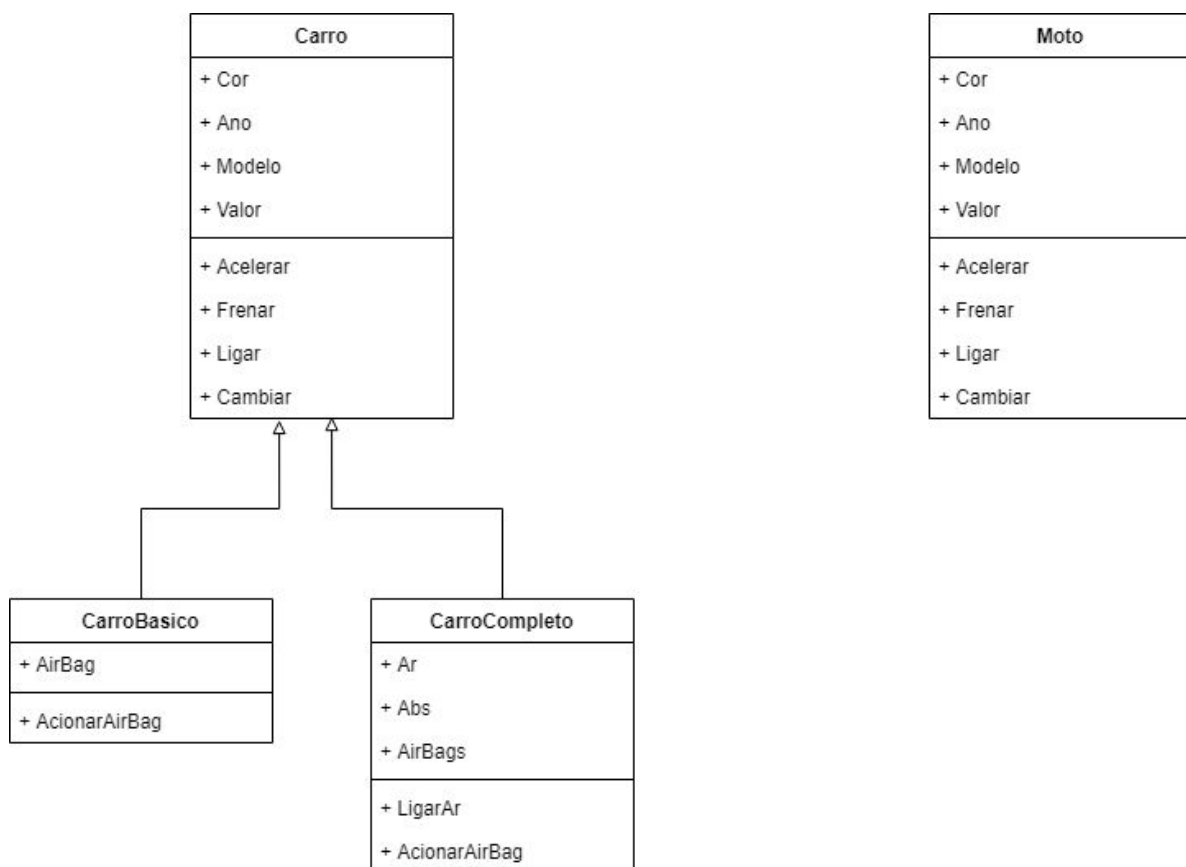 Carro
+ Cor
+ Ano
+ Modelo
+ Valor
+ Acelerar
+ Frenar
+ Ligar
+ Cambiar
Moto
+ Cor
+ Ano
+ Modelo
+ Valor
+ Acelerar
+ Frenar
+ Ligar
+ Cambiar
CarroBasico
+ AirBag
+ AcionarAirBag
CarroCompleto
+ Ar
+ Abs
+ AirBags
+ LigarAr
+ AcionarAirBag